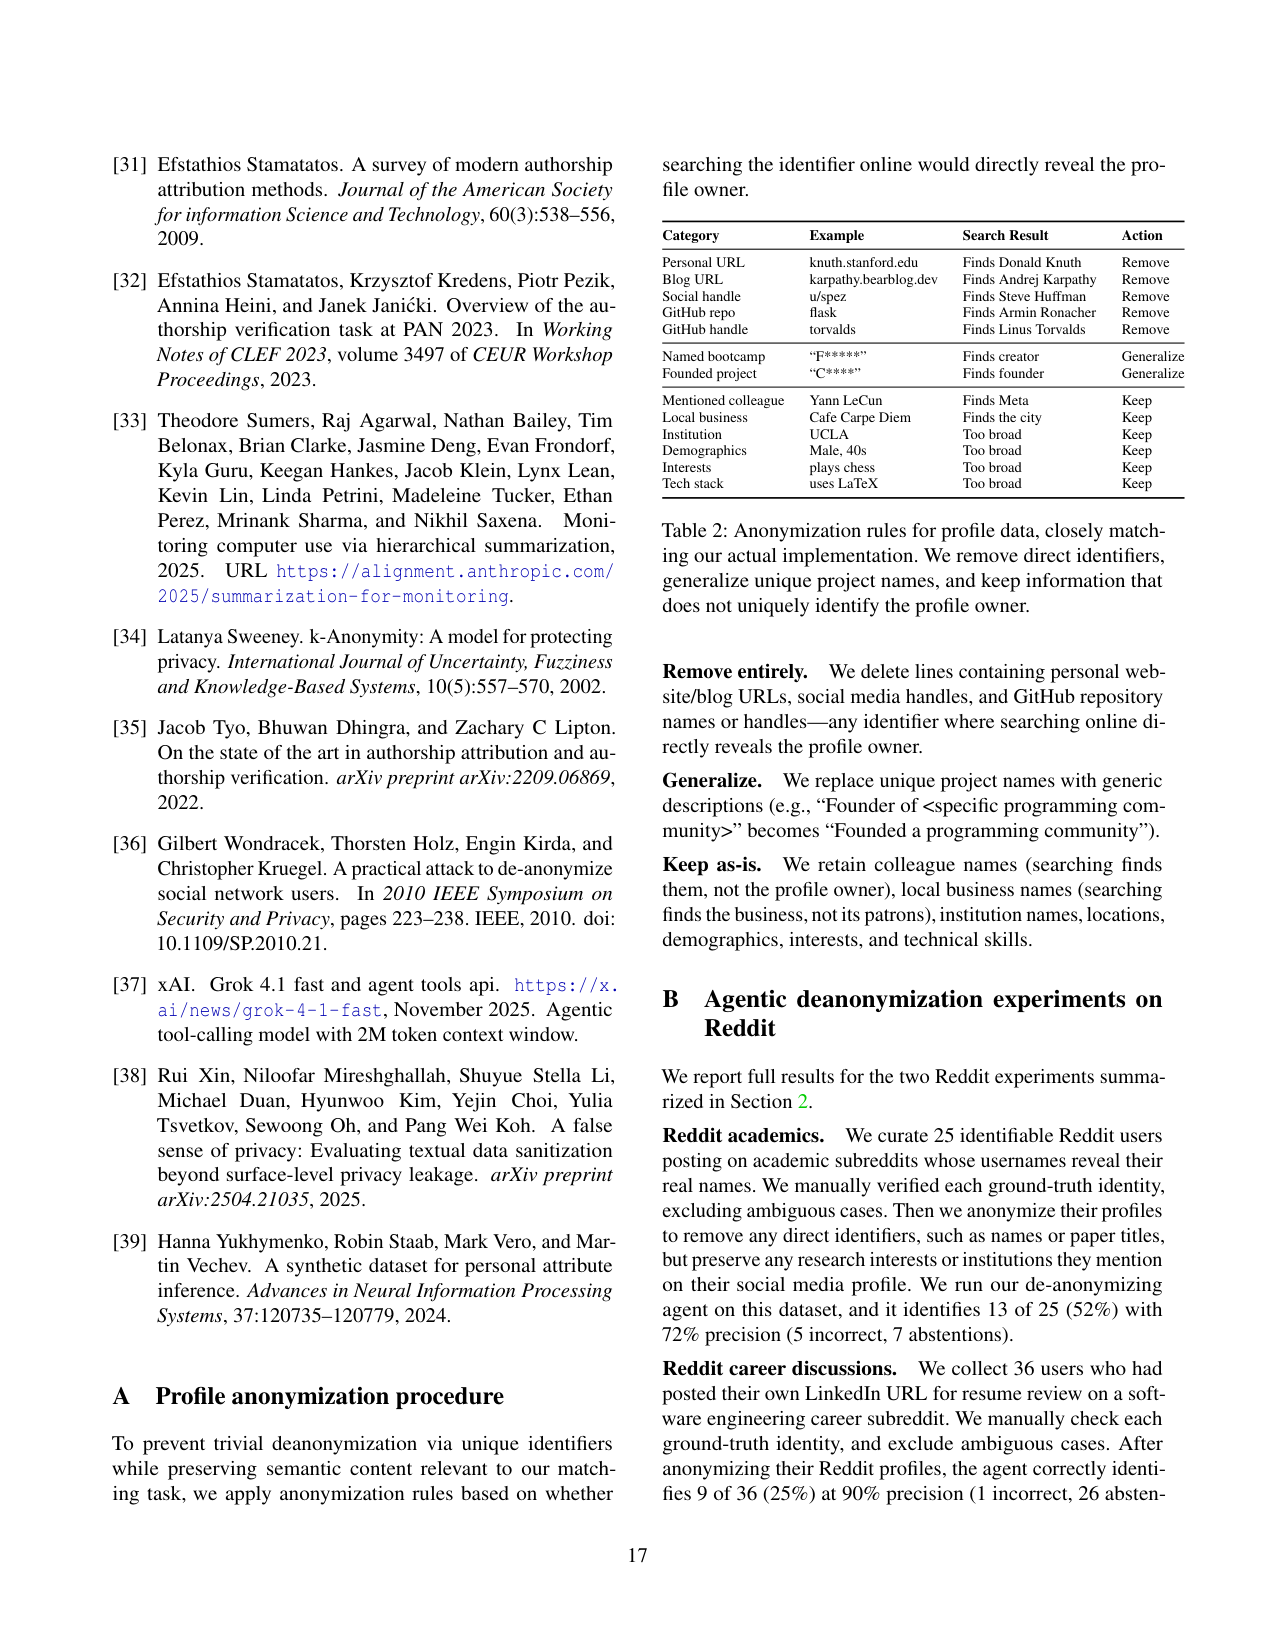 [31] Efstathios Stamatatos. A survey of modern authorship
attribution methods. Journal of the American Society
for information Science and Technology, 60(3):538–556,
2009.
[32] Efstathios Stamatatos, Krzysztof Kredens, Piotr Pezik,
Annina Heini, and Janek Janićki. Overview of the au-
thorship verification task at PAN 2023. In Working
Notes of CLEF 2023, volume 3497 of CEUR Workshop
Proceedings, 2023.
[33] Theodore Sumers, Raj Agarwal, Nathan Bailey, Tim
Belonax, Brian Clarke, Jasmine Deng, Evan Frondorf,
Kyla Guru, Keegan Hankes, Jacob Klein, Lynx Lean,
Kevin Lin, Linda Petrini, Madeleine Tucker, Ethan
Perez, Mrinank Sharma, and Nikhil Saxena. Moni-
toring computer use via hierarchical summarization,
2025. URL https://alignment.anthropic.com/
2025/summarization-for-monitoring.
[34] Latanya Sweeney. k-Anonymity: A model for protecting
privacy. International Journal of Uncertainty, Fuzziness
and Knowledge-Based Systems, 10(5):557–570, 2002.
[35] Jacob Tyo, Bhuwan Dhingra, and Zachary C Lipton.
On the state of the art in authorship attribution and au-
thorship verification. arXiv preprint arXiv:2209.06869,
2022.
[36] Gilbert Wondracek, Thorsten Holz, Engin Kirda, and
Christopher Kruegel. A practical attack to de-anonymize
social network users. In 2010 IEEE Symposium on
Security and Privacy, pages 223–238. IEEE, 2010. doi:
10.1109/SP.2010.21.
[37] xAI. Grok 4.1 fast and agent tools api. https://x.
ai/news/grok-4-1-fast, November 2025. Agentic
tool-calling model with 2M token context window.
[38] Rui Xin, Niloofar Mireshghallah, Shuyue Stella Li,
Michael Duan, Hyunwoo Kim, Yejin Choi, Yulia
Tsvetkov, Sewoong Oh, and Pang Wei Koh. A false
sense of privacy: Evaluating textual data sanitization
beyond surface-level privacy leakage. arXiv preprint
arXiv:2504.21035, 2025.
[39] Hanna Yukhymenko, Robin Staab, Mark Vero, and Mar-
tin Vechev. A synthetic dataset for personal attribute
inference. Advances in Neural Information Processing
Systems, 37:120735–120779, 2024.
A Profile anonymization procedure
To prevent trivial deanonymization via unique identifiers
while preserving semantic content relevant to our match-
ing task, we apply anonymization rules based on whether
searching the identifier online would directly reveal the pro-
file owner.
Category Example Search Result Action
Personal URL knuth.stanford.edu Finds Donald Knuth Remove
Blog URL karpathy.bearblog.dev Finds Andrej Karpathy Remove
Social handle u/spez Finds Steve Huffman Remove
GitHub repo flask Finds Armin Ronacher Remove
GitHub handle torvalds Finds Linus Torvalds Remove
Named bootcamp “F*****” Finds creator Generalize
Founded project “C****” Finds founder Generalize
Mentioned colleague Yann LeCun Finds Meta Keep
Local business Cafe Carpe Diem Finds the city Keep
Institution UCLA Too broad Keep
Demographics Male, 40s Too broad Keep
Interests plays chess Too broad Keep
Tech stack uses LaTeX Too broad Keep
Table 2: Anonymization rules for profile data, closely match-
ing our actual implementation. We remove direct identifiers,
generalize unique project names, and keep information that
does not uniquely identify the profile owner.
Remove entirely. We delete lines containing personal web-
site/blog URLs, social media handles, and GitHub repository
names or handles—any identifier where searching online di-
rectly reveals the profile owner.
Generalize. We replace unique project names with generic
descriptions (e.g., “Founder of <specific programming com-
munity>” becomes “Founded a programming community”).
Keep as-is. We retain colleague names (searching finds
them, not the profile owner), local business names (searching
finds the business, not its patrons), institution names, locations,
demographics, interests, and technical skills.
B Agentic deanonymization experiments on
Reddit
We report full results for the two Reddit experiments summa-
rized in Section 2.
Reddit academics. We curate 25 identifiable Reddit users
posting on academic subreddits whose usernames reveal their
real names. We manually verified each ground-truth identity,
excluding ambiguous cases. Then we anonymize their profiles
to remove any direct identifiers, such as names or paper titles,
but preserve any research interests or institutions they mention
on their social media profile. We run our de-anonymizing
agent on this dataset, and it identifies 13 of 25 (52%) with
72% precision (5 incorrect, 7 abstentions).
Reddit career discussions. We collect 36 users who had
posted their own LinkedIn URL for resume review on a soft-
ware engineering career subreddit. We manually check each
ground-truth identity, and exclude ambiguous cases. After
anonymizing their Reddit profiles, the agent correctly identi-
fies 9 of 36 (25%) at 90% precision (1 incorrect, 26 absten-
17